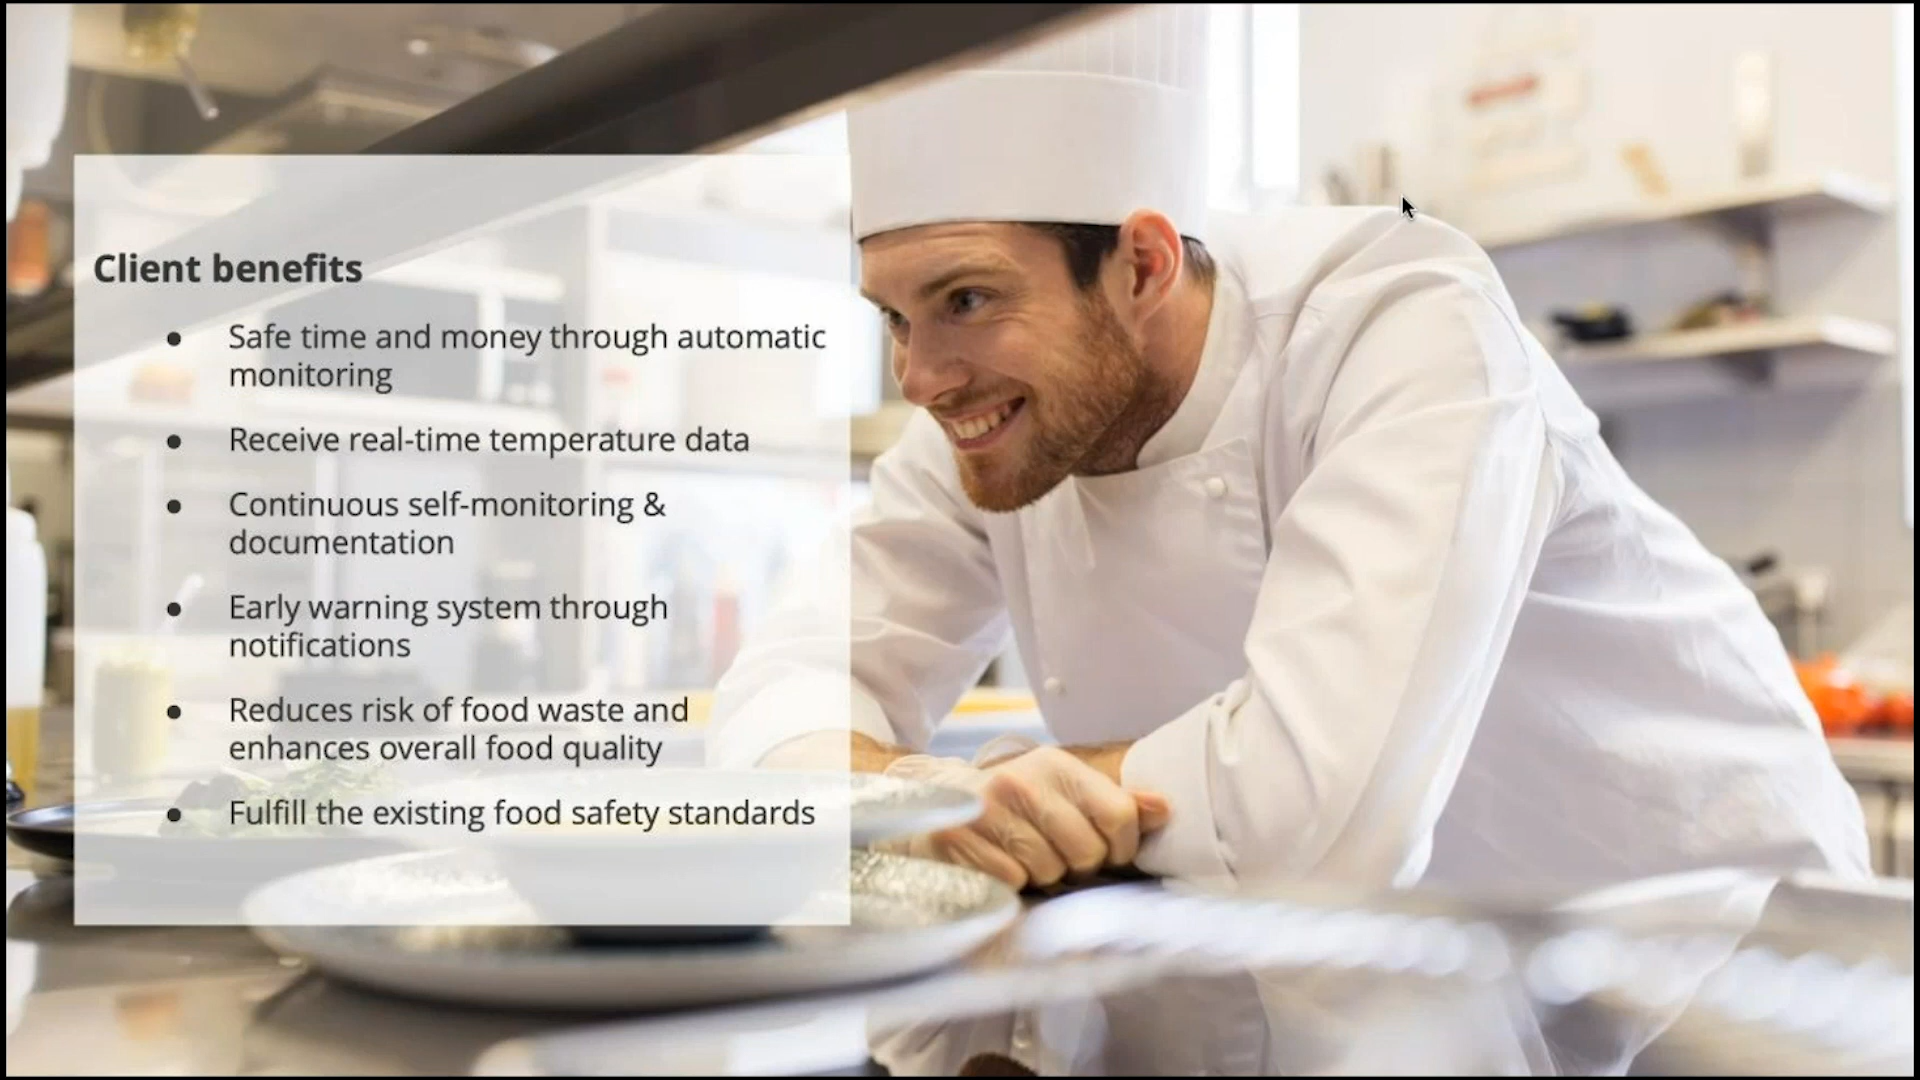 Client benefits
● Safe time and money through automatic
monitoring
● Receive real-time temperature data
● Continuous self-monitoring &
documentation
● Early warning system through
notifications
● Reduces risk of food waste and
enhances overall food quality
● Fulfill the existing food safety standards